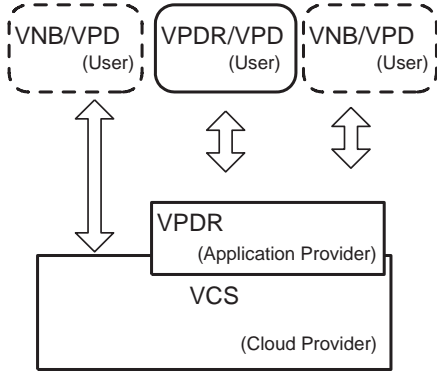 VNB/VPD
(User)
VPDR/VPD
(User)
VNB/VPD
(User)
VPDR
(Application Provider)
VCS
(Cloud Provider)